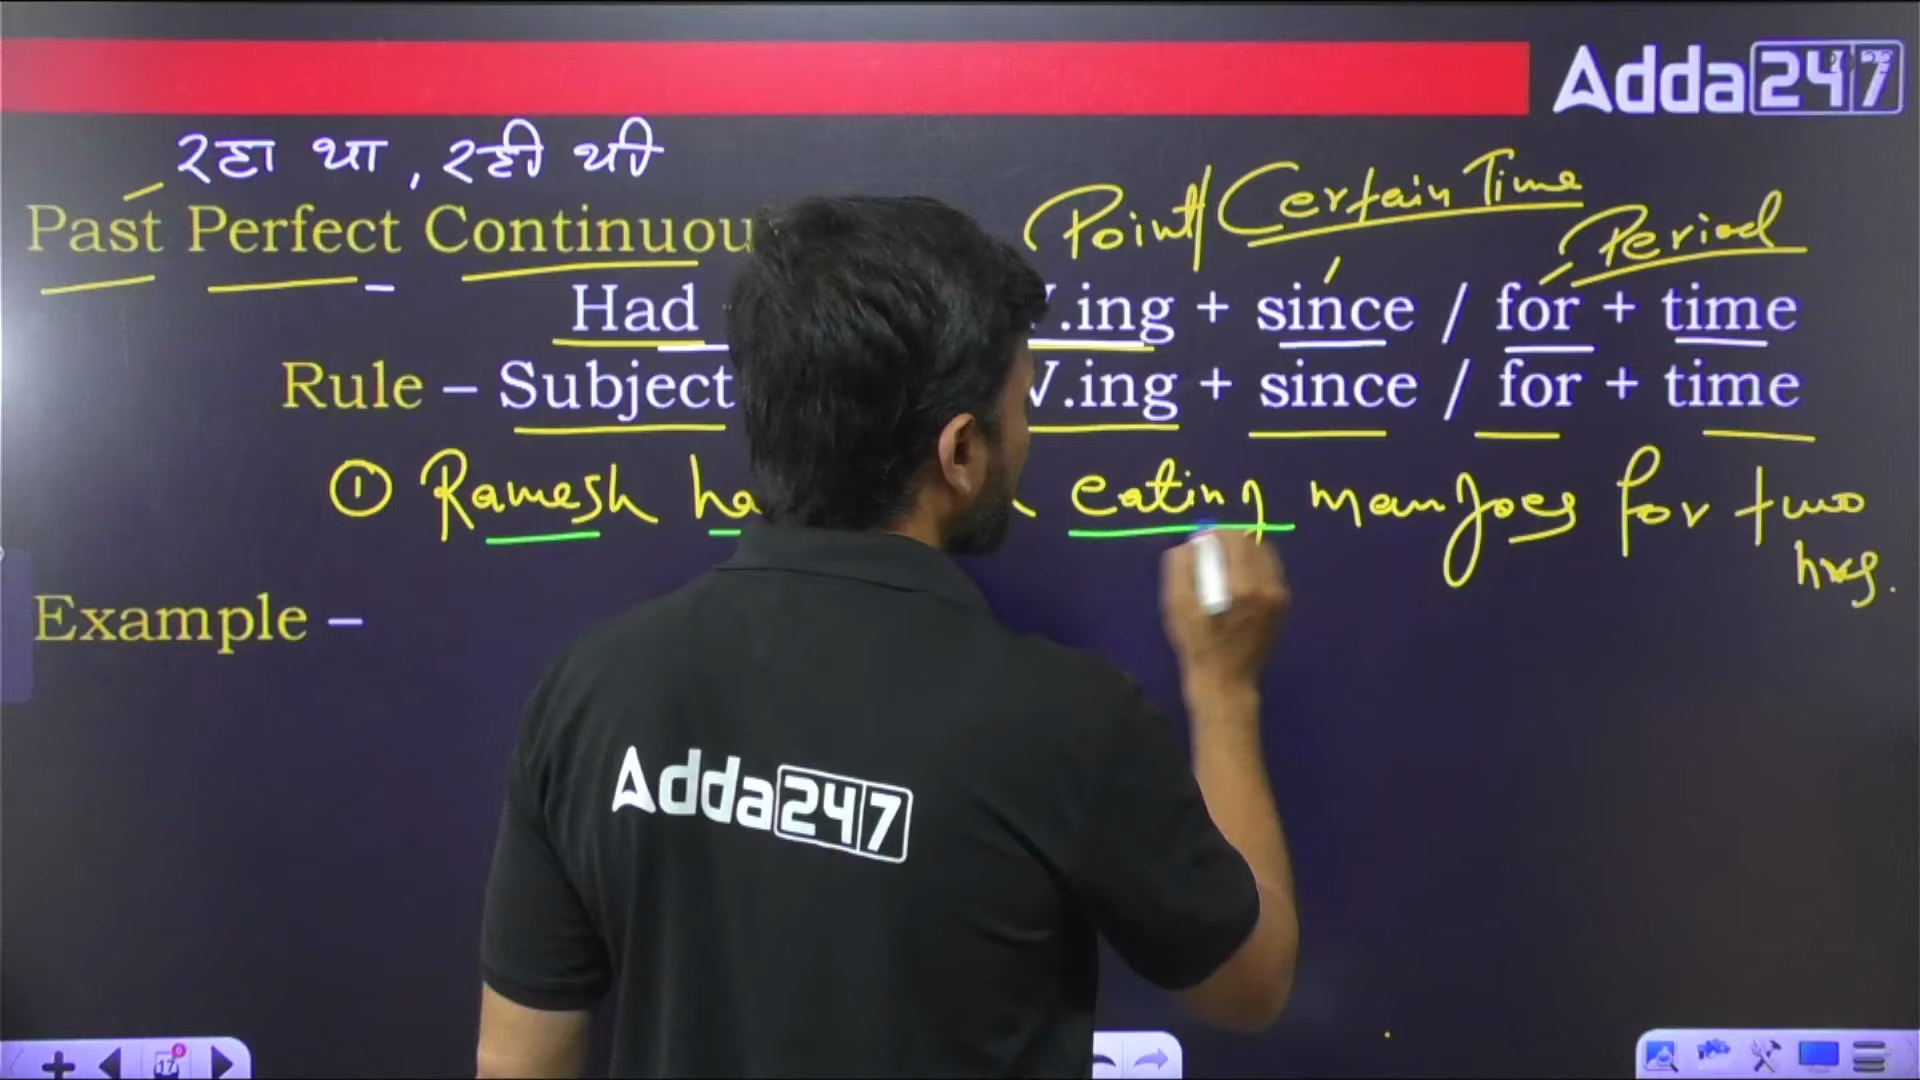 Adda247
रहा था, रही थी
Point/Certain Time
Past Perfect Continuou
Period
Had V.ing + since / for + time
Rule – Subject V.ing + since / for + time
① Ramesh ha eating mangoes for two
hrs.
Example –
Adda247